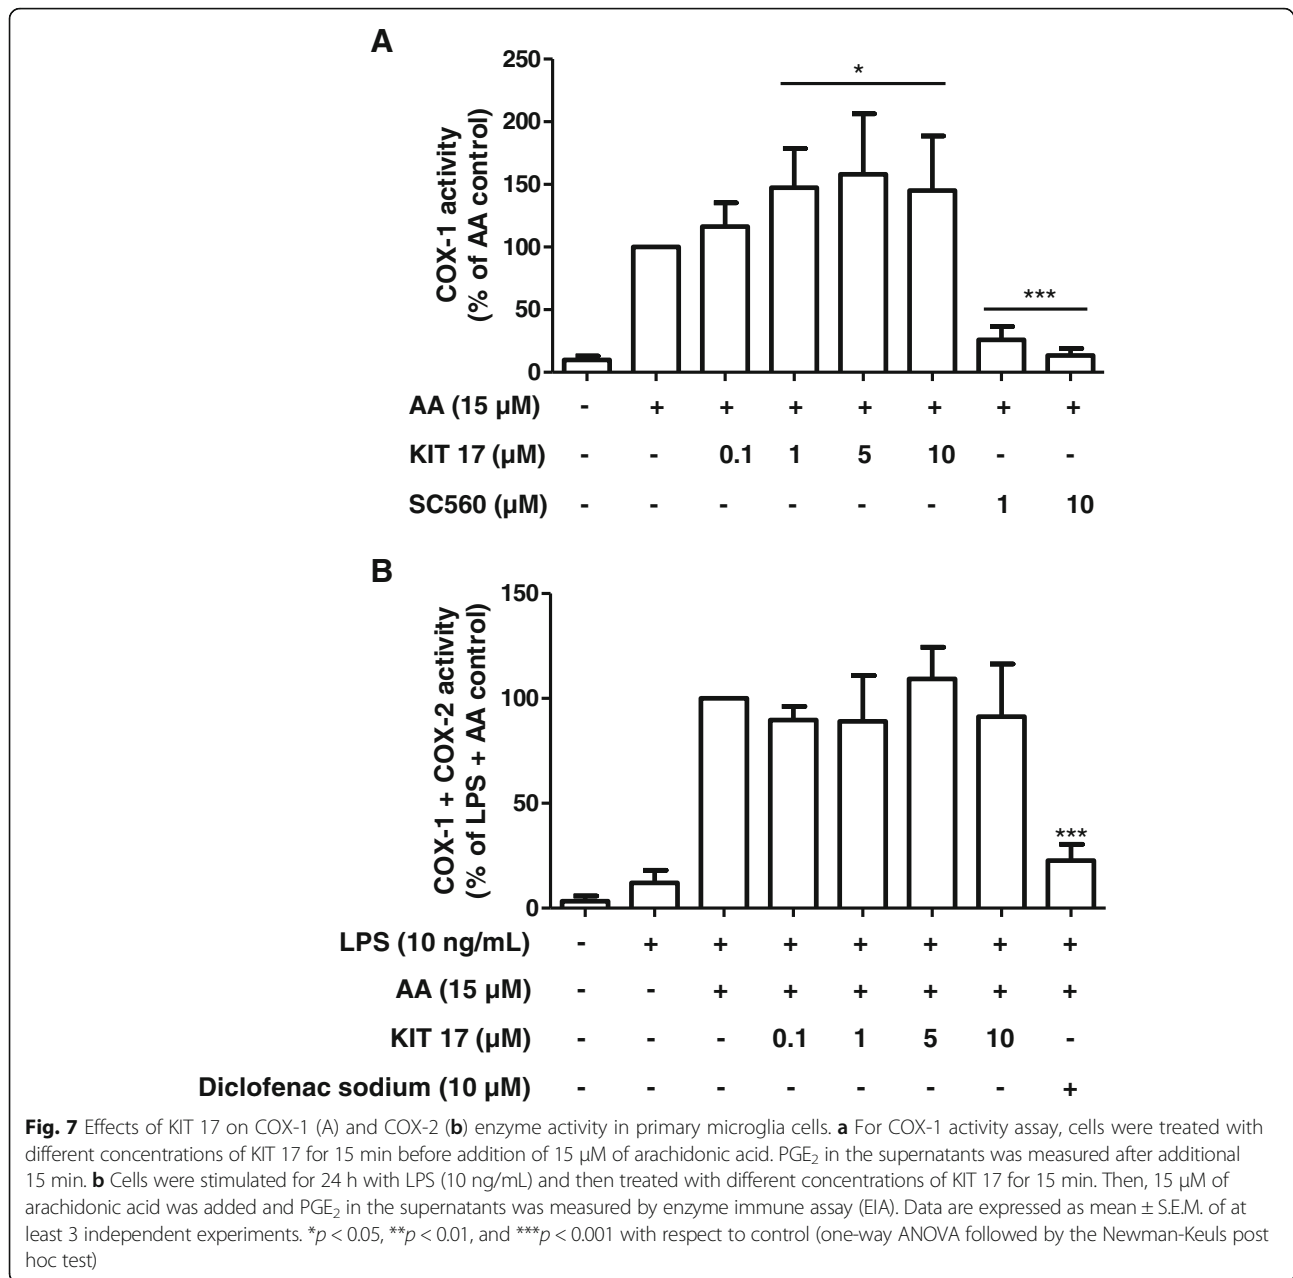 A
COX-1 activity
(% of AA control)
250
200
150
100
50
0
*
***
AA (15 µM) - + + + + + + +
KIT 17 (µM) - - 0.1 1 5 10 - -
SC560 (µM) - - - - - - 1 10
B
COX-1 + COX-2 activity
(% of LPS + AA control)
150
100
50
0
***
LPS (10 ng/mL) - + + + + + + +
AA (15 µM) - - + + + + + +
KIT 17 (µM) - - - 0.1 1 5 10 -
Diclofenac sodium (10 µM) - - - - - - - +
Fig. 7 Effects of KIT 17 on COX-1 (A) and COX-2 (b) enzyme activity in primary microglia cells. a For COX-1 activity assay, cells were treated with
different concentrations of KIT 17 for 15 min before addition of 15 μM of arachidonic acid. PGE2 in the supernatants was measured after additional
15 min. b Cells were stimulated for 24 h with LPS (10 ng/mL) and then treated with different concentrations of KIT 17 for 15 min. Then, 15 μM of
arachidonic acid was added and PGE2 in the supernatants was measured by enzyme immune assay (EIA). Data are expressed as mean ± S.E.M. of at
least 3 independent experiments. *p < 0.05, **p < 0.01, and ***p < 0.001 with respect to control (one-way ANOVA followed by the Newman-Keuls post
hoc test)